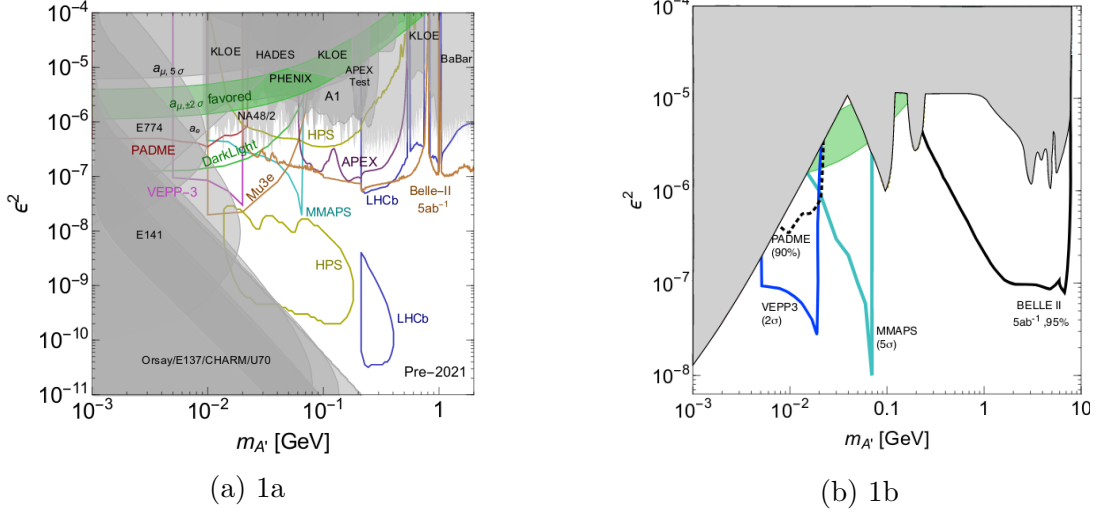 10⁻⁴
10⁻⁵
10⁻⁶
10⁻⁷
10⁻⁸
10⁻⁹
10⁻¹⁰
10⁻¹¹
ϵ²
KLOE
HADES
KLOE
KLOE
BaBar
aμ,5σ
PHENIX
APEX
Test
aμ,±2σ favored
A1
NA48/2
E774
aₑ
HPS
PADME
DarkLight
APEX
VEPP−3
Mu3e
LHCb
Belle−II
5ab⁻¹
MMAPS
E141
HPS
LHCb
Orsay/E137/CHARM/U70
Pre−2021
10⁻³
10⁻²
10⁻¹
1
mA' [GeV]
(a) 1a
10⁻⁴
10⁻⁵
10⁻⁶
10⁻⁷
10⁻⁸
ϵ²
PADME
(90%)
VEPP3
(2σ)
MMAPS
(5σ)
BELLE II
5ab⁻¹ ,95%
10⁻³
10⁻²
0.1
1
10
mA' [GeV]
(b) 1b